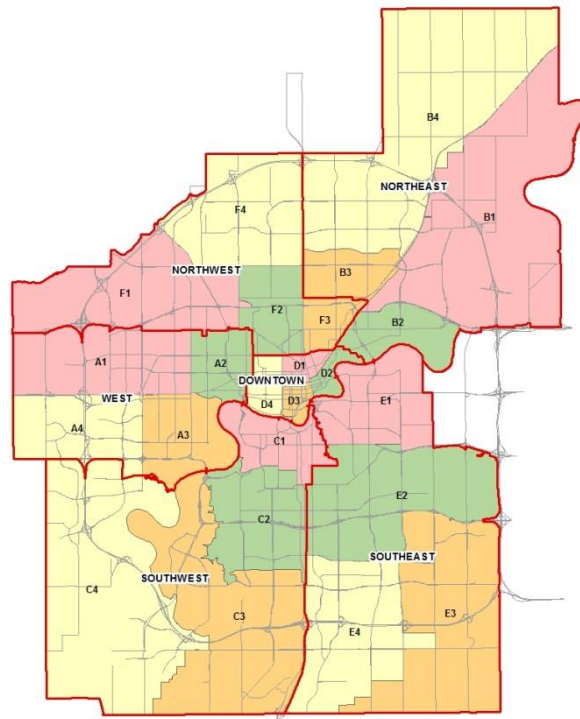 B4
NORTHEAST
F4
B1
NORTHWEST
B3
F1
F2
F3
B2
A1
A2
D1
D2
DOWNTOWN
WEST
D4
D3
E1
A4
A3
C1
C2
E2
SOUTHEAST
SOUTHWEST
C4
C3
E3
E4